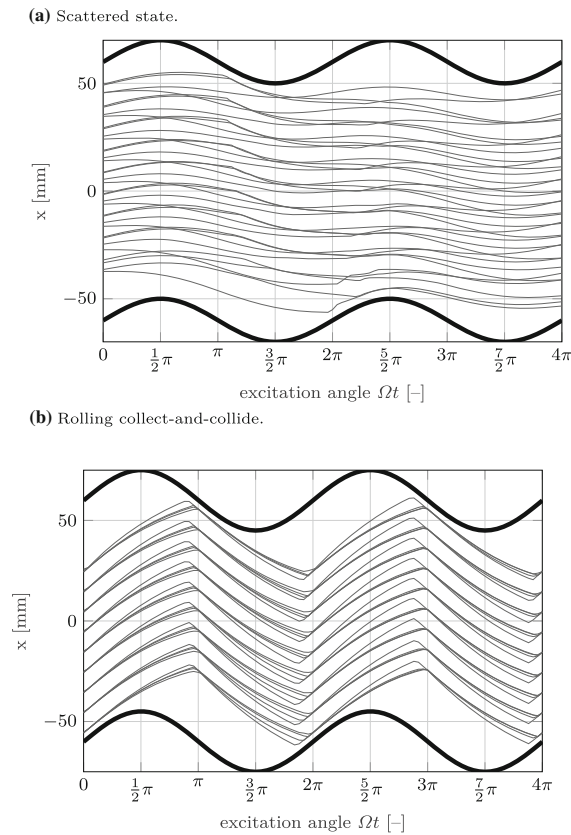 (a) Scattered state.
50
0
−50
x [mm]
0 1/2π π 3/2π 2π 5/2π 3π 7/2π 4π
excitation angle Ωt [–]
(b) Rolling collect-and-collide.
50
0
−50
x [mm]
0 1/2π π 3/2π 2π 5/2π 3π 7/2π 4π
excitation angle Ωt [–]